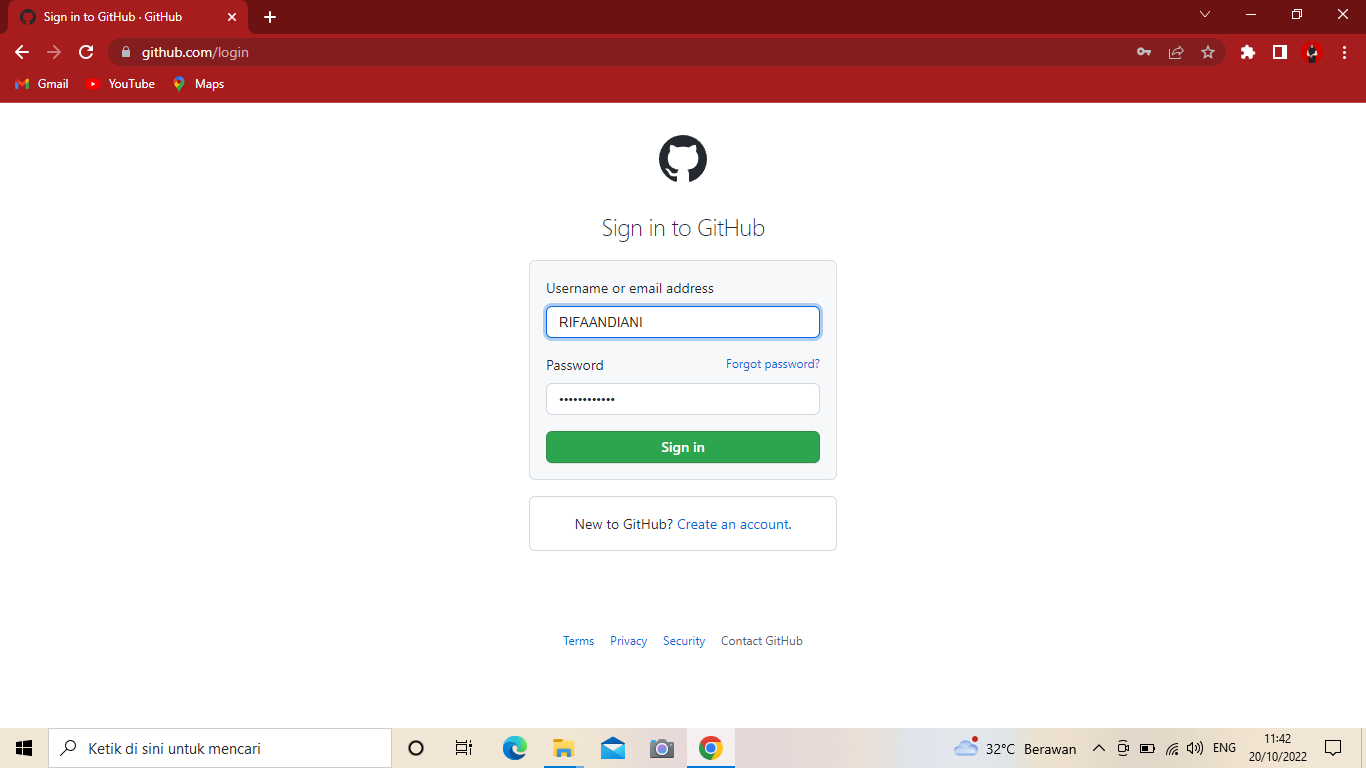 Sign in to GitHub · GitHub
github.com/login
Gmail
YouTube
Maps
Sign in to GitHub
Username or email address
RIFAANDIANI
Password
Forgot password?
••••••••••••
Sign in
New to GitHub? Create an account.
Terms
Privacy
Security
Contact GitHub
Ketik di sini untuk mencari
32°C Berawan
ENG
11:42
20/10/2022